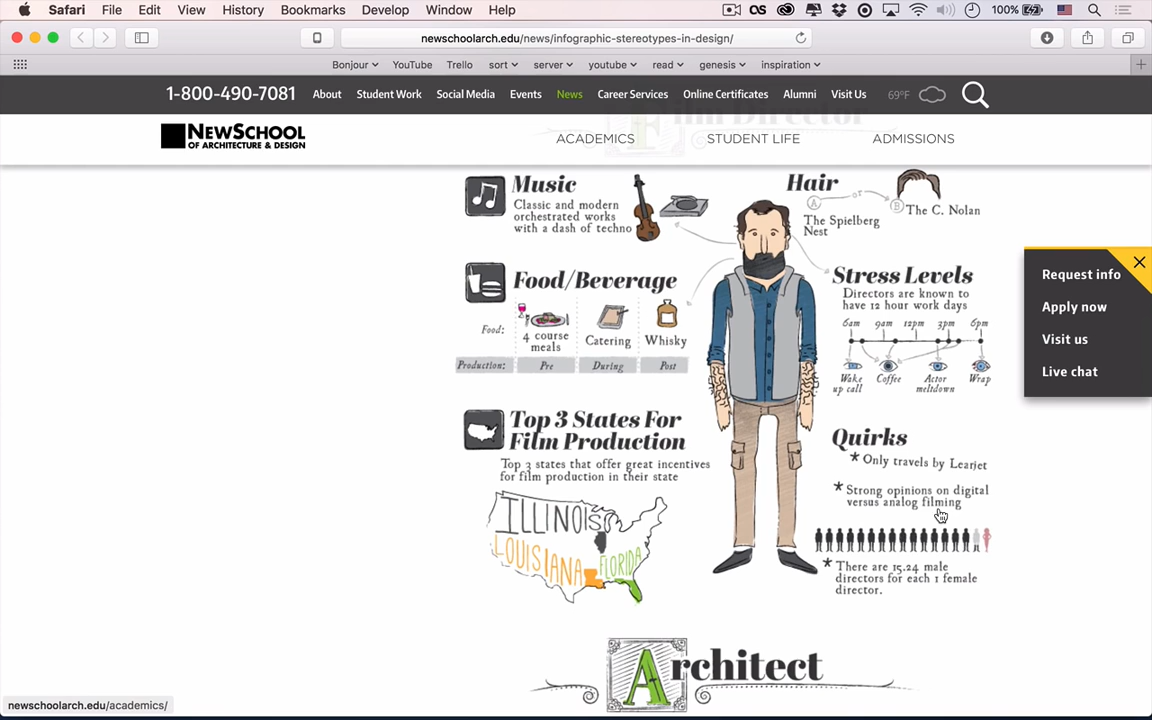 Safari File Edit View History Bookmarks Develop Window Help 100%
newschoolarch.edu/news/infographic-stereotypes-in-design/
Bonjour YouTube Trello sort server youtube read genesis inspiration
1-800-490-7081 About Student Work Social Media Events News Career Services Online Certificates Alumni Visit Us 69°F
Film Director
NEWSCHOOL
OF ARCHITECTURE & DESIGN
ACADEMICS STUDENT LIFE ADMISSIONS
Music
Classic and modern
orchestrated works
with a dash of techno
Hair
A or B
The Spielberg
Nest
The C. Nolan
Food/Beverage
Food:
4 course
meals
Catering
Whisky
Production: Pre During Post
Stress Levels
Directors are known to
have 12 hour work days
6am 9am 12pm 3pm 6pm
Wake
up call
Coffee
Actor
meltdown
Wrap
Request info
Apply now
Visit us
Live chat
Top 3 States For
Film Production
Top 3 states that offer great incentives
for film production in their state
ILLINOIS
LOUISIANA
FLORIDA
Quirks
* Only travels by Learjet
* Strong opinions on digital
versus analog filming
* There are 15.24 male
directors for each 1 female
director.
Architect
newschoolarch.edu/academics/